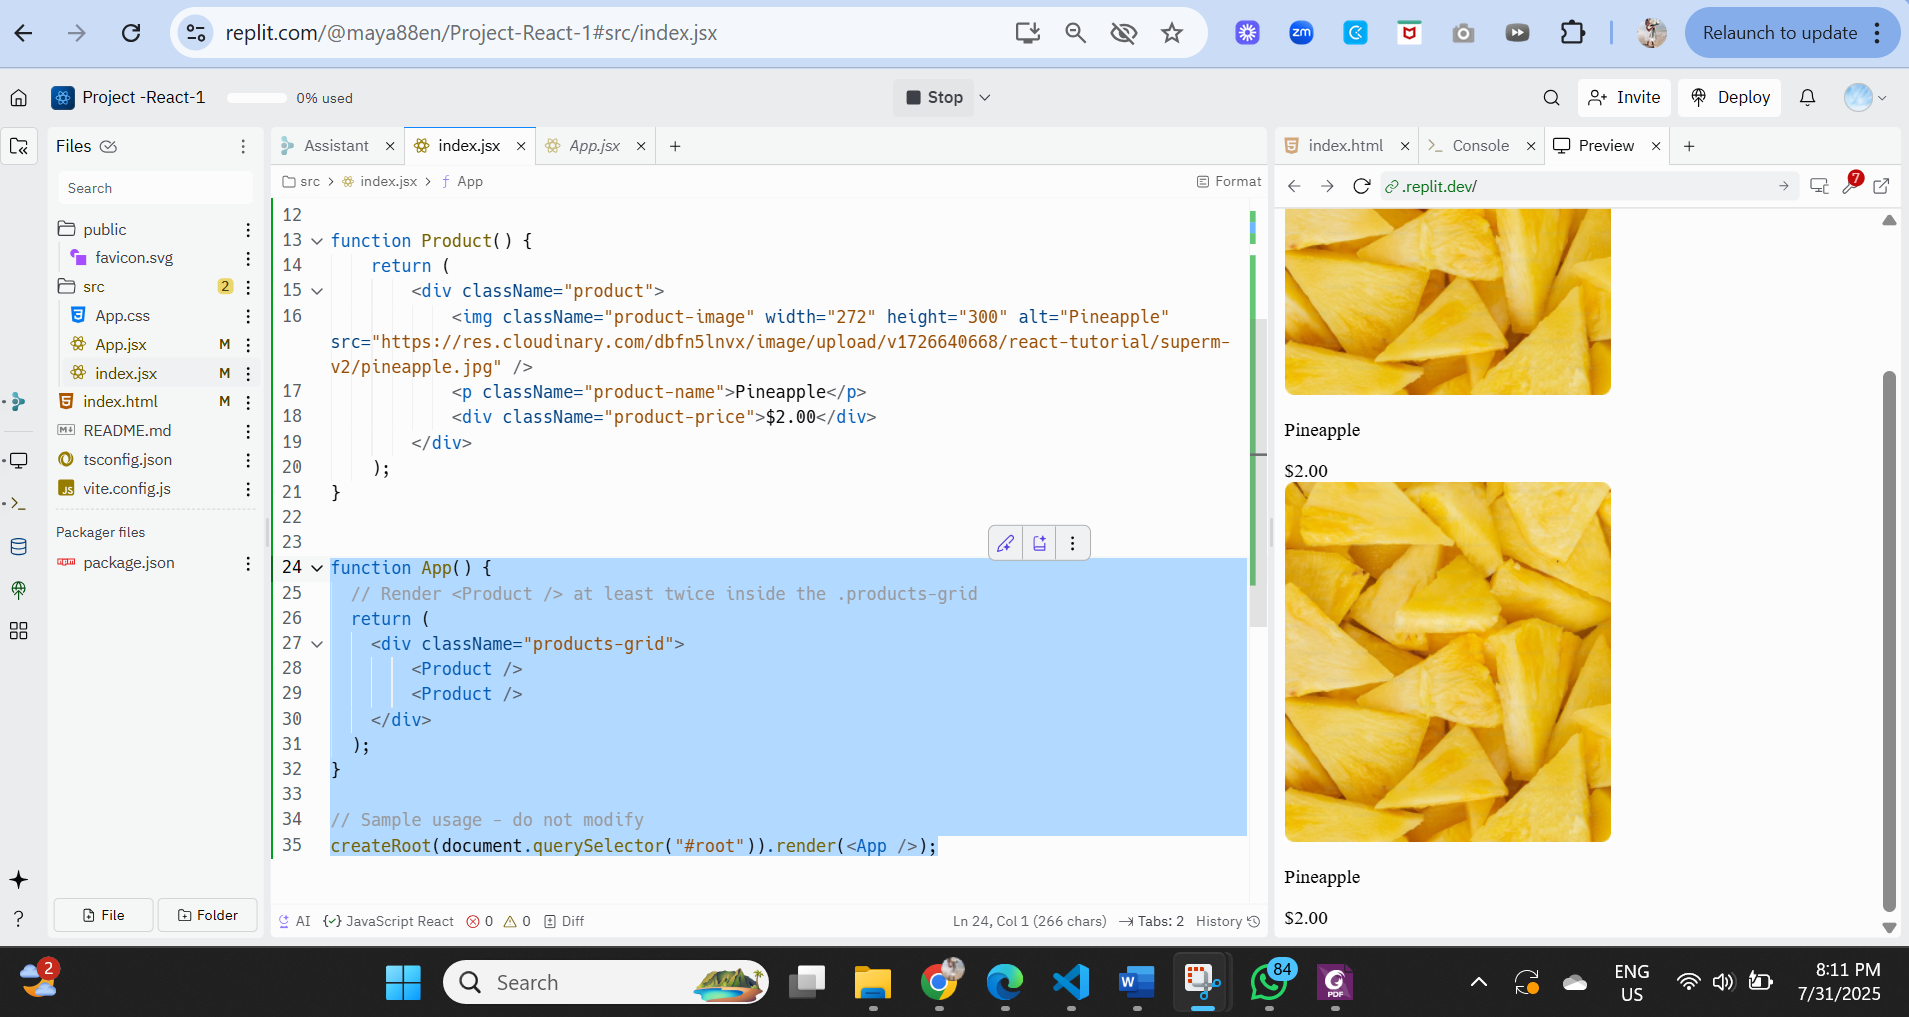 replit.com/@maya88en/Project-React-1#src/index.jsx
zm
Relaunch to update
Project -React-1
0% used
Stop
Invite
Deploy
Files
Assistant
index.jsx
App.jsx
index.html
Console
Preview
Search
src
index.jsx
App
Format
.replit.dev/
7
public
favicon.svg
src
2
App.css
App.jsx
M
index.jsx
M
index.html
M
README.md
tsconfig.json
JS
vite.config.js
Packager files
package.json
12
13 function Product() {
14 return (
15 <div className="product">
16 <img className="product-image" width="272" height="300" alt="Pineapple"
src="https://res.cloudinary.com/dbfn5lnvx/image/upload/v1726640668/react-tutorial/superm-
v2/pineapple.jpg" />
17 <p className="product-name">Pineapple</p>
18 <div className="product-price">$2.00</div>
19 </div>
20 );
21 }
22
23
24 function App() {
25 // Render <Product /> at least twice inside the .products-grid
26 return (
27 <div className="products-grid">
28 <Product />
29 <Product />
30 </div>
31 );
32 }
33
34 // Sample usage - do not modify
35 createRoot(document.querySelector("#root")).render(<App />);
Pineapple
$2.00
Pineapple
$2.00
File
Folder
AI
JavaScript React
0
0
Diff
Ln 24, Col 1 (266 chars)
Tabs: 2
History
2
Search
W
84
PDF
ENG
US
8:11 PM
7/31/2025